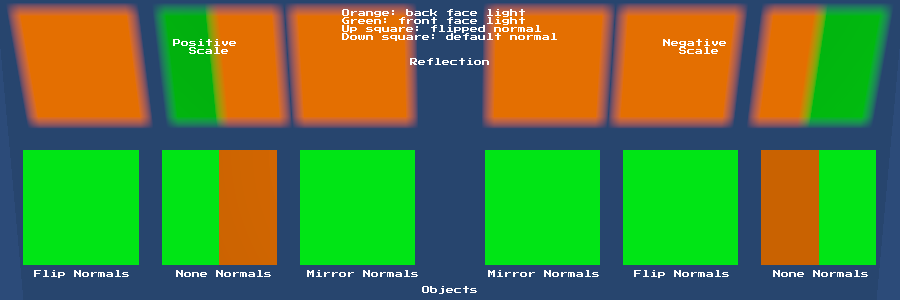 Orange: back face light
Green: front face light
Up square: flipped normal
Down square: default normal
Positive
Scale
Negative
Scale
Reflection
Flip Normals
None Normals
Mirror Normals
Mirror Normals
Flip Normals
None Normals
Objects